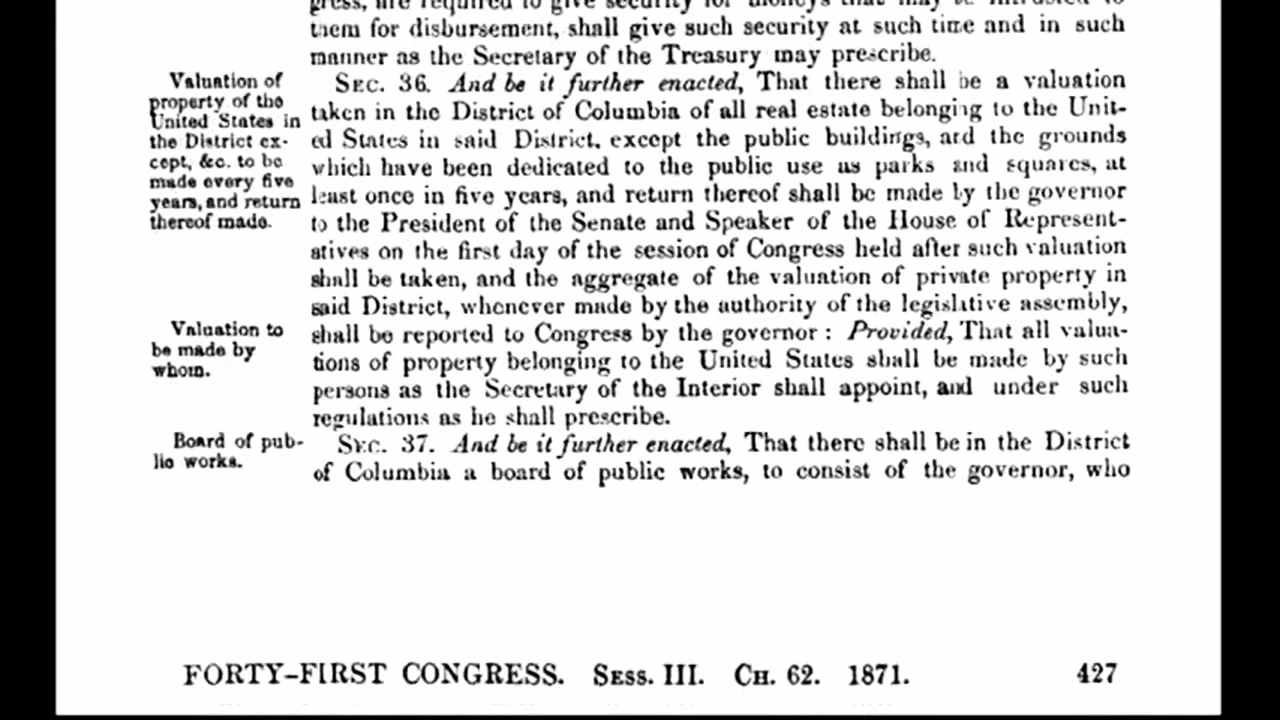 gress, are required to give security for moneys that may be intrusted to
them for disbursement, shall give such security at such time and in such
manner as the Secretary of the Treasury may prescribe.
Valuation of
property of the
United States in
the District ex-
cept, &c. to be
made every five
years, and return
thereof made.
SEC. 36. And be it further enacted, That there shall be a valuation
taken in the District of Columbia of all real estate belonging to the Unit-
ed States in said District, except the public buildings, and the grounds
which have been dedicated to the public use as parks and squares, at
least once in five years, and return thereof shall be made by the governor
to the President of the Senate and Speaker of the House of Represent-
atives on the first day of the session of Congress held after such valuation
shall be taken, and the aggregate of the valuation of private property in
said District, whenever made by the authority of the legislative assembly,
Valuation to
be made by
whom.
shall be reported to Congress by the governor : Provided, That all valua-
tions of property belonging to the United States shall be made by such
persons as the Secretary of the Interior shall appoint, and under such
regulations as he shall prescribe.
Board of pub-
lic works.
SEC. 37. And be it further enacted, That there shall be in the District
of Columbia a board of public works, to consist of the governor, who
FORTY-FIRST CONGRESS. SESS. III. CH. 62. 1871. 427